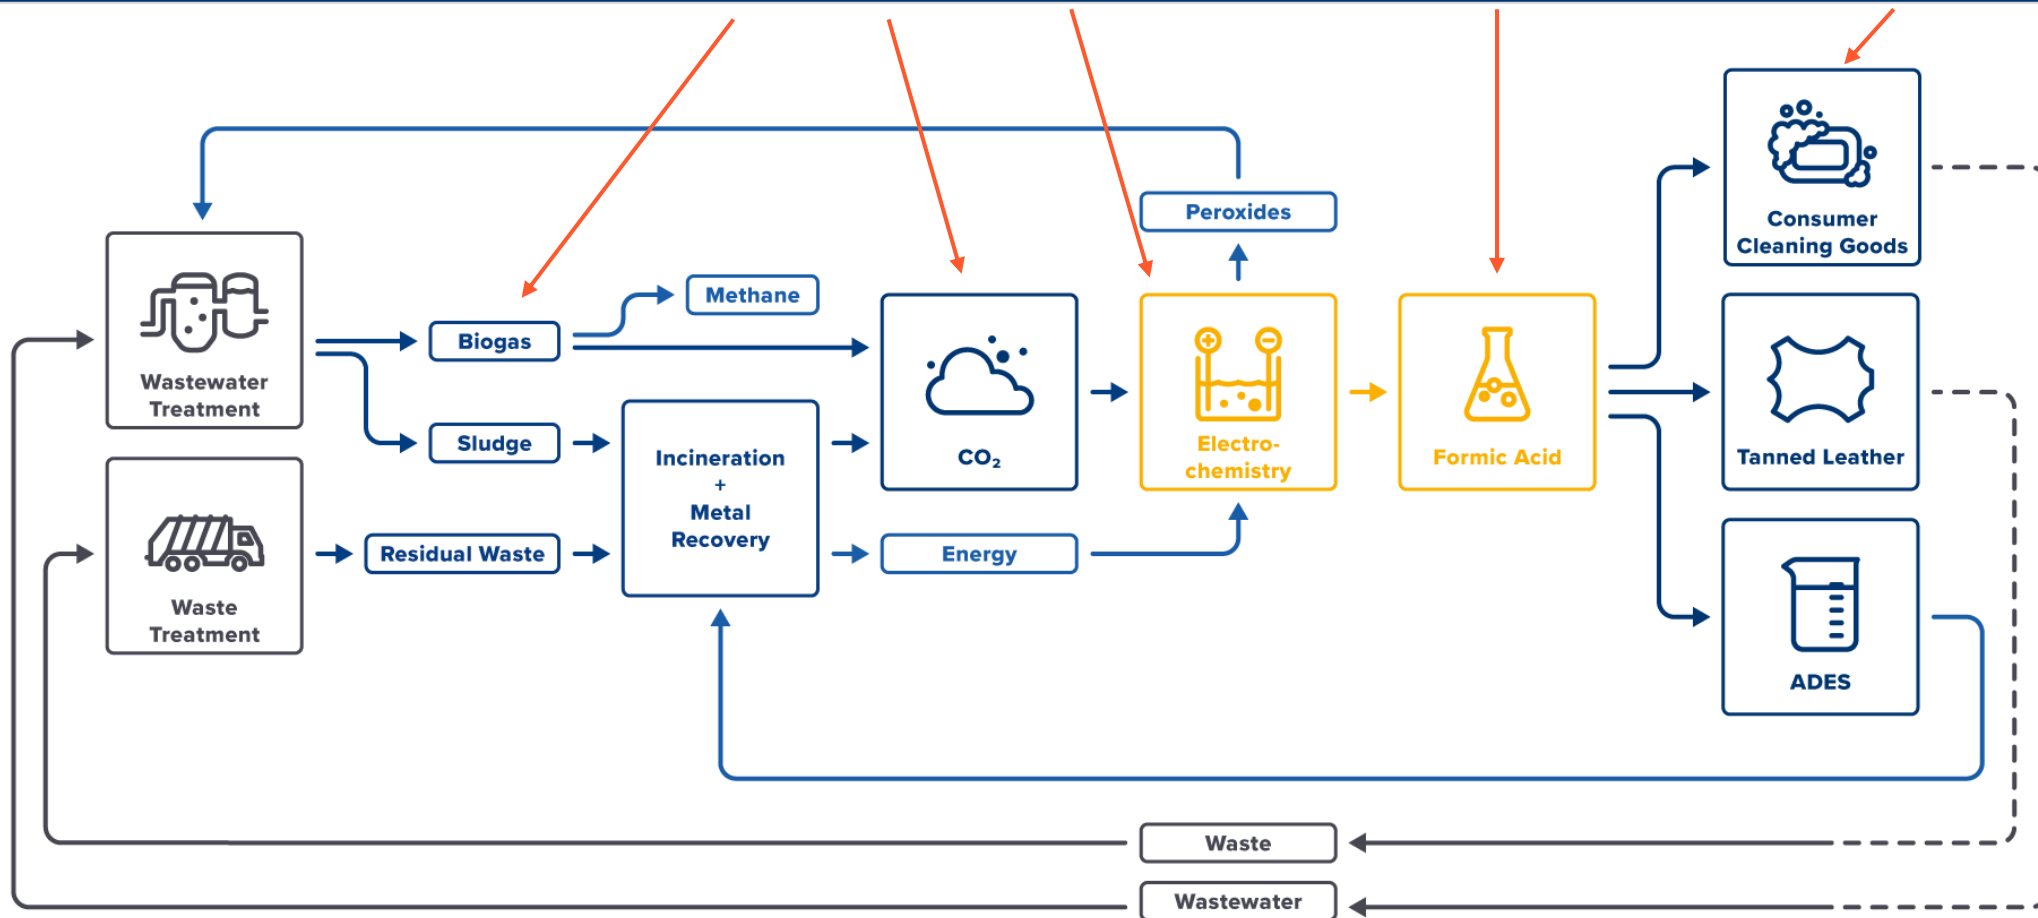 Peroxides
Consumer
Cleaning Goods
Methane
Biogas
Wastewater
Treatment
Sludge
Incineration
+
Metal
Recovery
CO₂
Electro-
chemistry
Formic Acid
Tanned Leather
Residual Waste
Energy
Waste
Treatment
ADES
Waste
Wastewater